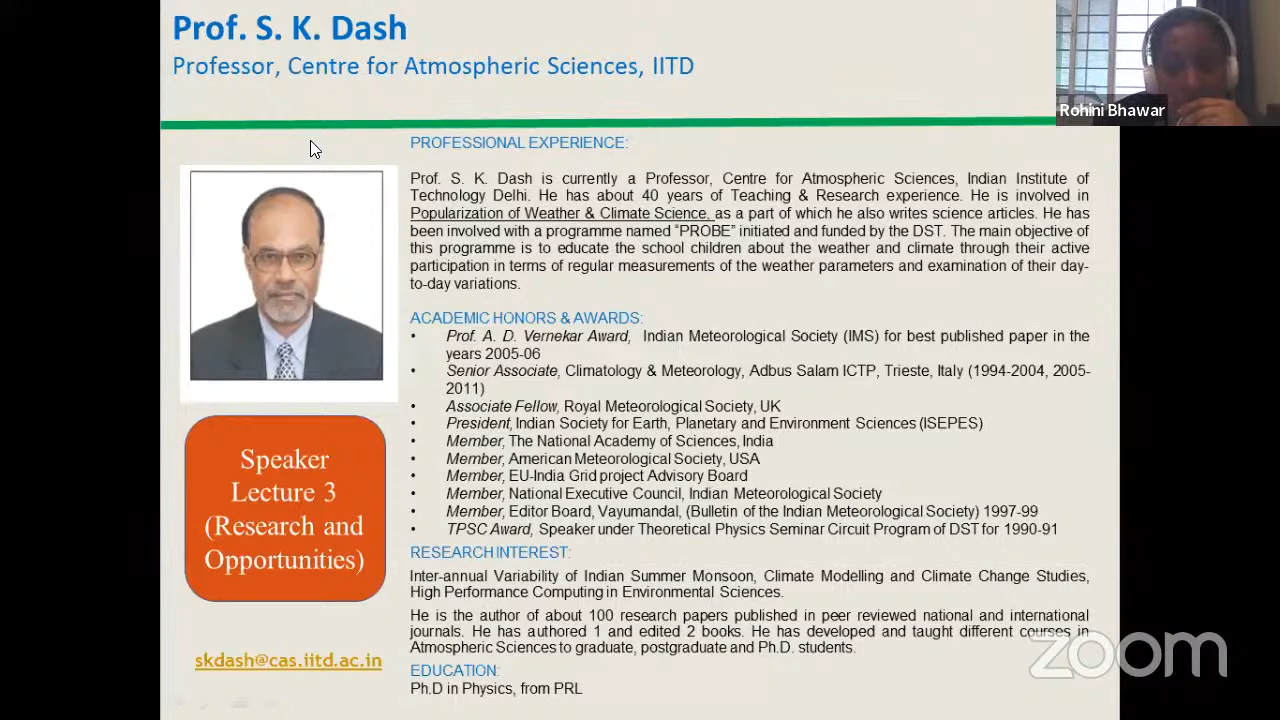 Prof. S. K. Dash
Professor, Centre for Atmospheric Sciences, IITD
Rohini Bhawar
PROFESSIONAL EXPERIENCE:
Prof. S. K. Dash is currently a Professor, Centre for Atmospheric Sciences, Indian Institute of
Technology Delhi. He has about 40 years of Teaching & Research experience. He is involved in
Popularization of Weather & Climate Science, as a part of which he also writes science articles. He has
been involved with a programme named “PROBE” initiated and funded by the DST. The main objective of
this programme is to educate the school children about the weather and climate through their active
participation in terms of regular measurements of the weather parameters and examination of their day-
to-day variations.
ACADEMIC HONORS & AWARDS:
• Prof. A. D. Vernekar Award, Indian Meteorological Society (IMS) for best published paper in the
years 2005-06
• Senior Associate, Climatology & Meteorology, Adbus Salam ICTP, Trieste, Italy (1994-2004, 2005-
2011)
• Associate Fellow, Royal Meteorological Society, UK
• President, Indian Society for Earth, Planetary and Environment Sciences (ISEPES)
• Member, The National Academy of Sciences, India
• Member, American Meteorological Society, USA
• Member, EU-India Grid project Advisory Board
• Member, National Executive Council, Indian Meteorological Society
• Member, Editor Board, Vayumandal, (Bulletin of the Indian Meteorological Society) 1997-99
• TPSC Award, Speaker under Theoretical Physics Seminar Circuit Program of DST for 1990-91
RESEARCH INTEREST:
Inter-annual Variability of Indian Summer Monsoon, Climate Modelling and Climate Change Studies,
High Performance Computing in Environmental Sciences.
He is the author of about 100 research papers published in peer reviewed national and international
journals. He has authored 1 and edited 2 books. He has developed and taught different courses in
Atmospheric Sciences to graduate, postgraduate and Ph.D. students.
EDUCATION:
Ph.D in Physics, from PRL
Speaker
Lecture 3
(Research and
Opportunities)
skdash@cas.iitd.ac.in
zoom